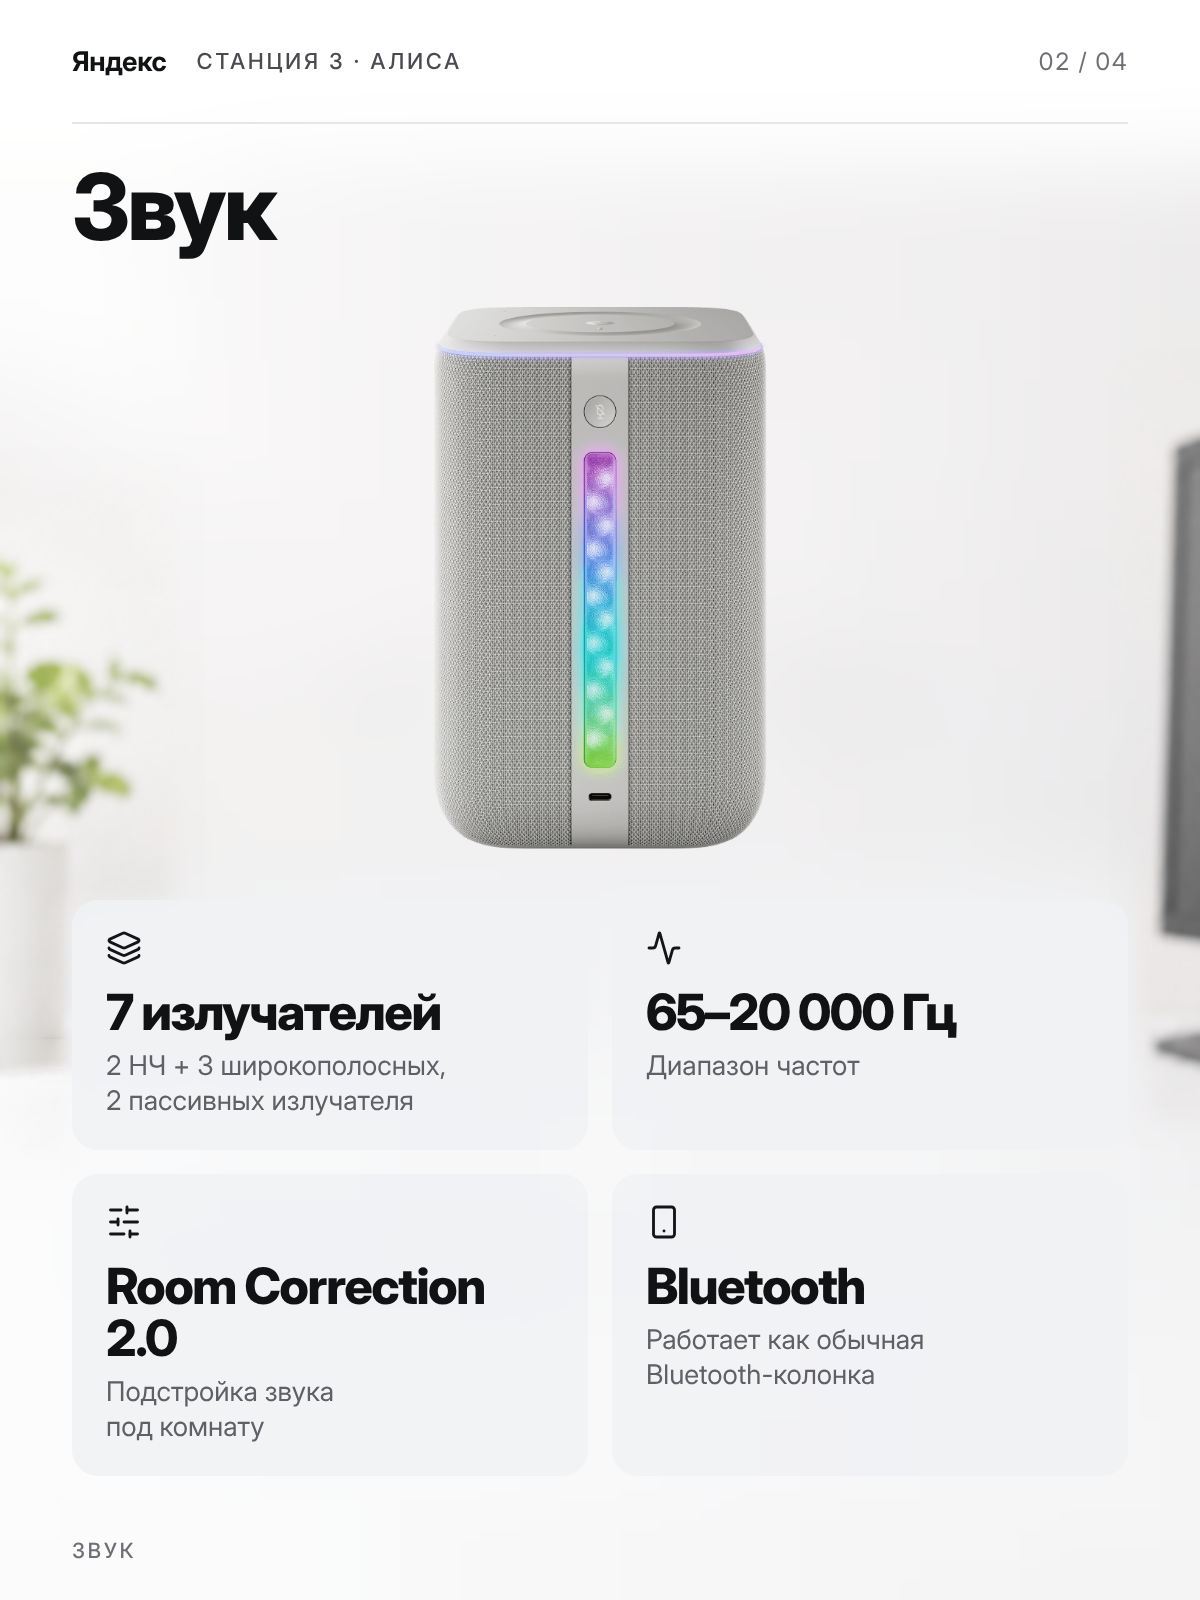 Яндекс СТАНЦИЯ 3 · АЛИСА 02 / 04
Звук
7 излучателей
2 НЧ + 3 широкополосных,
2 пассивных излучателя
65–20 000 Гц
Диапазон частот
Room Correction
2.0
Подстройка звука
под комнату
Bluetooth
Работает как обычная
Bluetooth-колонка
ЗВУК